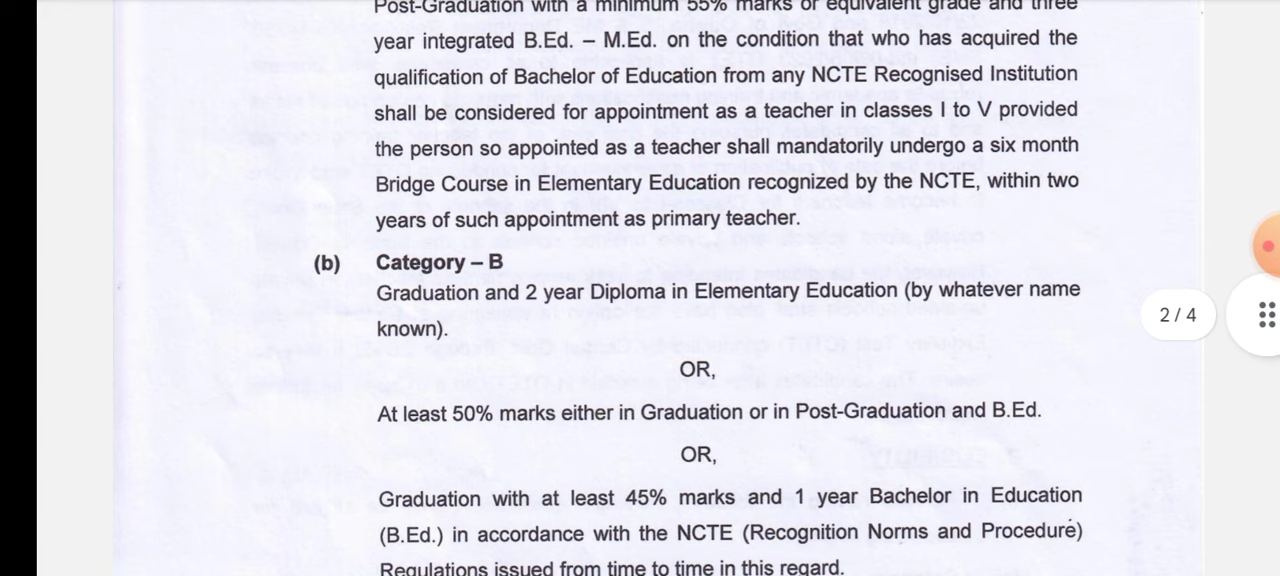 Post-Graduation with a minimum 55% marks or equivalent grade and three
year integrated B.Ed. – M.Ed. on the condition that who has acquired the
qualification of Bachelor of Education from any NCTE Recognised Institution
shall be considered for appointment as a teacher in classes I to V provided
the person so appointed as a teacher shall mandatorily undergo a six month
Bridge Course in Elementary Education recognized by the NCTE, within two
years of such appointment as primary teacher.
(b) Category – B
Graduation and 2 year Diploma in Elementary Education (by whatever name
known).
OR,
At least 50% marks either in Graduation or in Post-Graduation and B.Ed.
OR,
Graduation with at least 45% marks and 1 year Bachelor in Education
(B.Ed.) in accordance with the NCTE (Recognition Norms and Procedure)
Regulations issued from time to time in this regard.
2 / 4